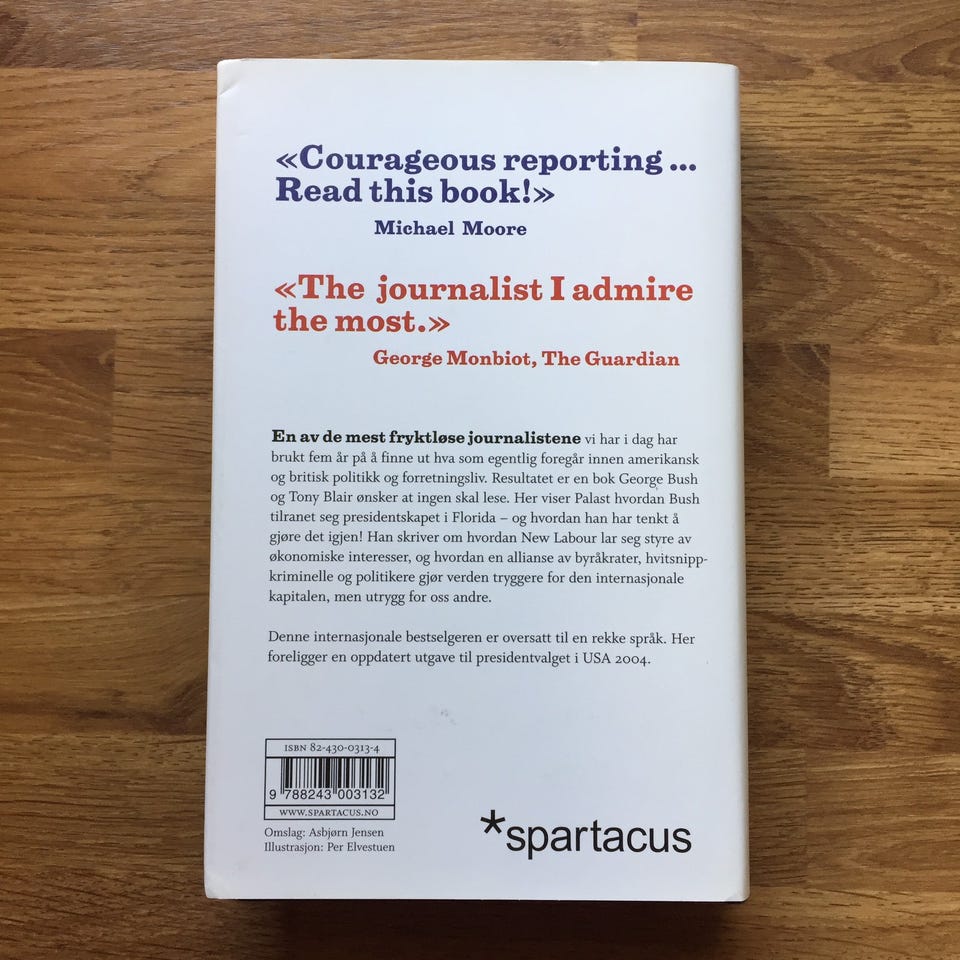 «Courageous reporting ...
Read this book!»
Michael Moore
«The journalist I admire
the most.»
George Monbiot, The Guardian
En av de mest fryktløse journalistene vi har i dag har
brukt fem år på å finne ut hva som egentlig foregår innen amerikansk
og britisk politikk og forretningsliv. Resultatet er en bok George Bush
og Tony Blair ønsker at ingen skal lese. Her viser Palast hvordan Bush
tilranet seg presidentskapet i Florida – og hvordan han har tenkt å
gjøre det igjen! Han skriver om hvordan New Labour lar seg styre av
økonomiske interesser, og hvordan en allianse av byråkrater, hvitsnipp-
kriminelle og politikere gjør verden tryggere for den internasjonale
kapitalen, men utrygg for oss andre.
Denne internasjonale bestselgeren er oversatt til en rekke språk. Her
foreligger en oppdatert utgave til presidentvalget i USA 2004.
ISBN 82-430-0313-4
9 788243 003132
WWW.SPARTACUS.NO
Omslag: Asbjørn Jensen
Illustrasjon: Per Elvestuen
*spartacus